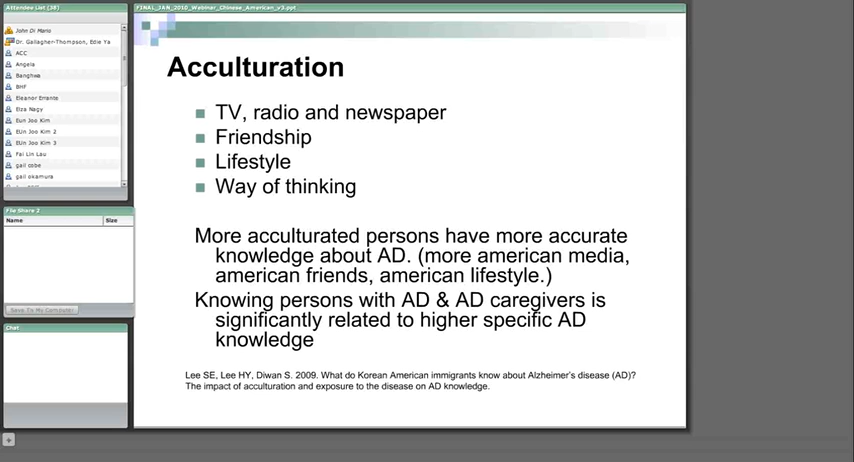 Attendee List (38)
John Di Mario
Dr. Gallagher-Thompson, Edie Ya
ACC
Angela
Banghwa
BHF
Eleanor Errante
Elza Nagy
Eun Joo Kim
EUn Joo Kim 2
EUn Joo Kim 3
Fai Lin Lau
gail cobe
gail okamura
File Share 2
Name Size
Save To My Computer
Chat
FINAL_JAN_2010_Webinar_Chinese_American_v3.ppt
Acculturation
TV, radio and newspaper
Friendship
Lifestyle
Way of thinking
More acculturated persons have more accurate
knowledge about AD. (more american media,
american friends, american lifestyle.)
Knowing persons with AD & AD caregivers is
significantly related to higher specific AD
knowledge
Lee SE, Lee HY, Diwan S. 2009. What do Korean American immigrants know about Alzheimer's disease (AD)?
The impact of acculturation and exposure to the disease on AD knowledge.